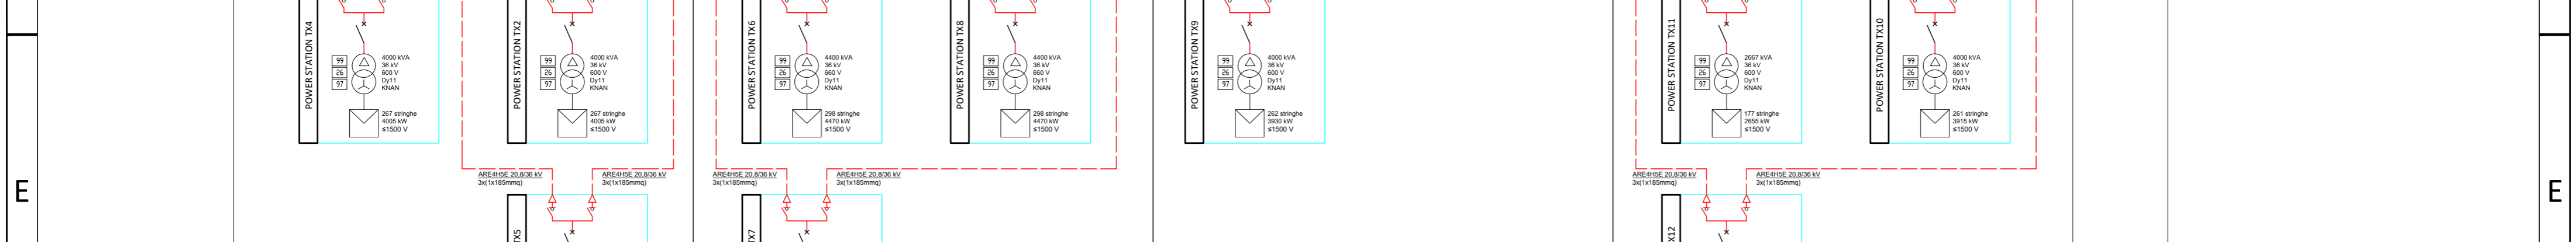 POWER STATION TX4
99
26
97
4000 kVA
36 kV
600 V
Dy11
KNAN
267 stringhe
4005 kW
≤1500 V
POWER STATION TX2
99
26
97
4000 kVA
36 kV
600 V
Dy11
KNAN
267 stringhe
4005 kW
≤1500 V
POWER STATION TX6
99
26
97
4400 kVA
36 kV
660 V
Dy11
KNAN
298 stringhe
4470 kW
≤1500 V
POWER STATION TX8
99
26
97
4400 kVA
36 kV
660 V
Dy11
KNAN
298 stringhe
4470 kW
≤1500 V
POWER STATION TX9
99
26
97
4000 kVA
36 kV
600 V
Dy11
KNAN
262 stringhe
3930 kW
≤1500 V
POWER STATION TX11
99
26
97
2667 kVA
36 kV
600 V
Dy11
KNAN
177 stringhe
2655 kW
≤1500 V
POWER STATION TX10
99
26
97
4000 kVA
36 kV
600 V
Dy11
KNAN
261 stringhe
3915 kW
≤1500 V
E
ARE4H5E 20,8/36 kV
3x(1x185mmq)
ARE4H5E 20,8/36 kV
3x(1x185mmq)
ARE4H5E 20,8/36 kV
3x(1x185mmq)
ARE4H5E 20,8/36 kV
3x(1x185mmq)
ARE4H5E 20,8/36 kV
3x(1x185mmq)
ARE4H5E 20,8/36 kV
3x(1x185mmq)
E
TX5
TX7
X12